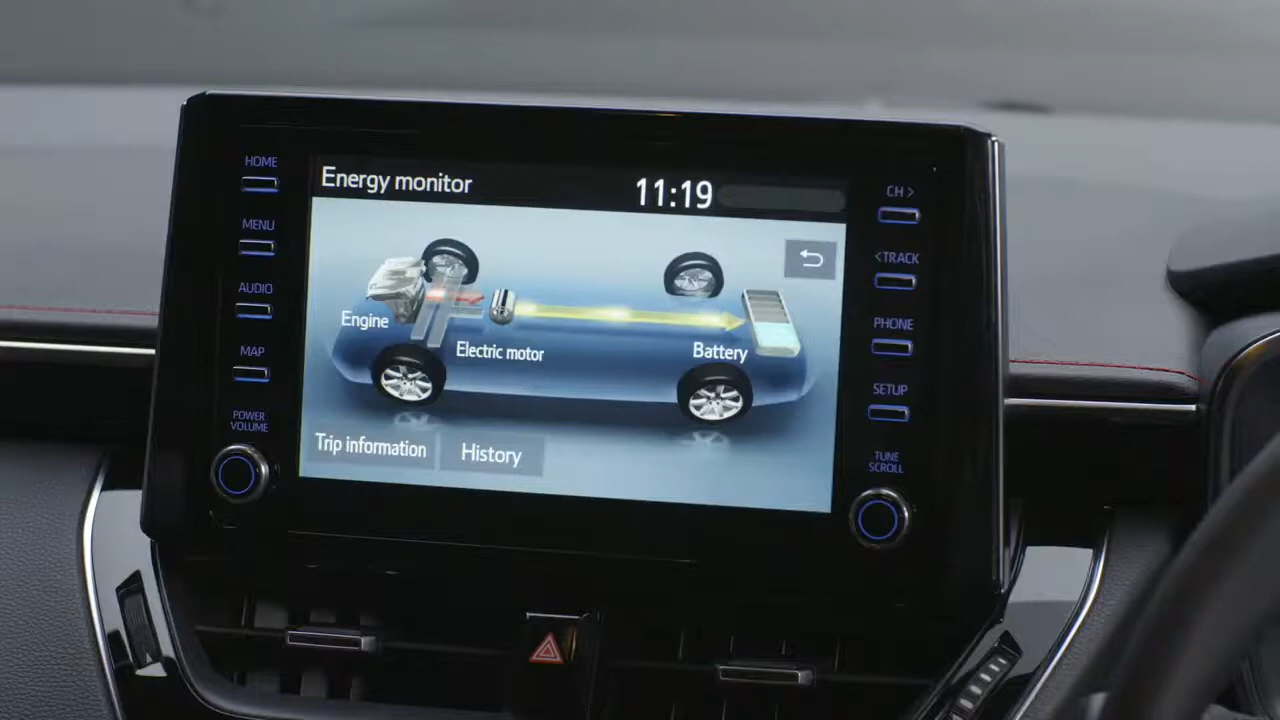 HOME
MENU
AUDIO
MAP
POWER
VOLUME
Energy monitor
11:19
Engine
Electric motor
Battery
Trip information
History
CH >
<TRACK
PHONE
SETUP
TUNE
SCROLL